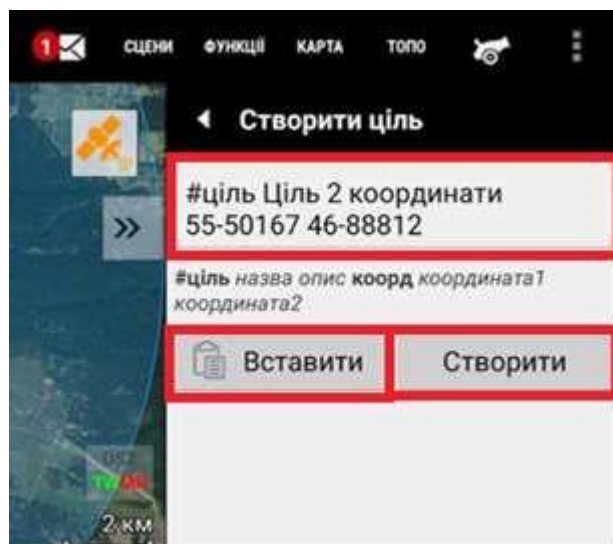 1 СЦЕНИ ФУНКЦІЇ КАРТА ТОПО
Створити ціль
#ціль Ціль 2 координати
55-50167 46-88812
#ціль назва опис коорд координата1
координата2
Вставити Створити
2 км